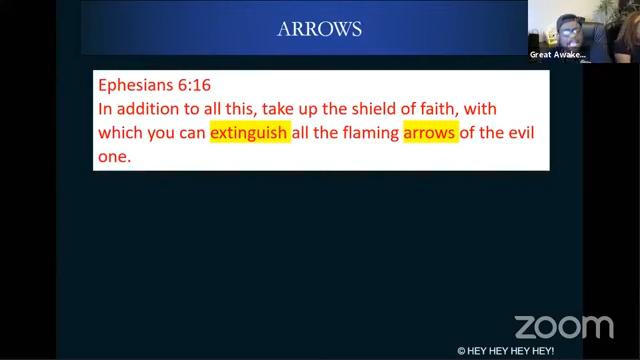 ARROWS
Great Awake...
Ephesians 6:16
In addition to all this, take up the shield of faith, with
which you can extinguish all the flaming arrows of the evil
one.
zoom
© HEY HEY HEY HEY!